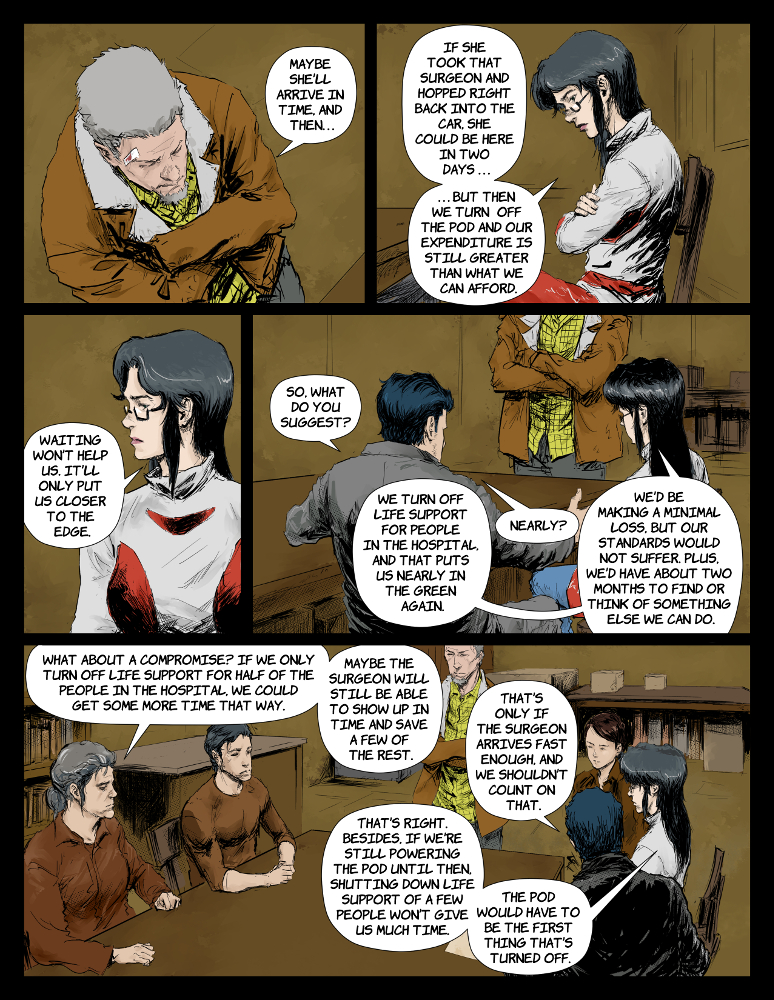 MAYBE
SHE'LL
ARRIVE IN
TIME, AND
THEN...
IF SHE
TOOK THAT
SURGEON AND
HOPPED RIGHT
BACK INTO THE
CAR, SHE
COULD BE HERE
IN TWO
DAYS ...
...BUT THEN
WE TURN OFF
THE POD AND OUR
EXPENDITURE IS
STILL GREATER
THAN WHAT WE
CAN AFFORD.
WAITING
WON'T HELP
US. IT'LL
ONLY PUT
US CLOSER
TO THE
EDGE.
SO, WHAT
DO YOU
SUGGEST?
WE TURN OFF
LIFE SUPPORT
FOR PEOPLE
IN THE HOSPITAL,
AND THAT PUTS
US NEARLY IN
THE GREEN
AGAIN.
NEARLY?
WE'D BE
MAKING A MINIMAL
LOSS, BUT OUR
STANDARDS WOULD
NOT SUFFER. PLUS,
WE'D HAVE ABOUT TWO
MONTHS TO FIND OR
THINK OF SOMETHING
ELSE WE CAN DO.
WHAT ABOUT A COMPROMISE? IF WE ONLY
TURN OFF LIFE SUPPORT FOR HALF OF THE
PEOPLE IN THE HOSPITAL, WE COULD
GET SOME MORE TIME THAT WAY.
MAYBE THE
SURGEON WILL
STILL BE ABLE
TO SHOW UP IN
TIME AND SAVE
A FEW OF
THE REST.
THAT'S
ONLY IF
THE SURGEON
ARRIVES FAST
ENOUGH, AND
WE SHOULDN'T
COUNT ON
THAT.
THAT'S RIGHT.
BESIDES, IF WE'RE
STILL POWERING
THE POD UNTIL THEN,
SHUTTING DOWN LIFE
SUPPORT OF A FEW
PEOPLE WON'T GIVE
US MUCH TIME.
THE POD
WOULD HAVE TO
BE THE FIRST
THING THAT'S
TURNED OFF.